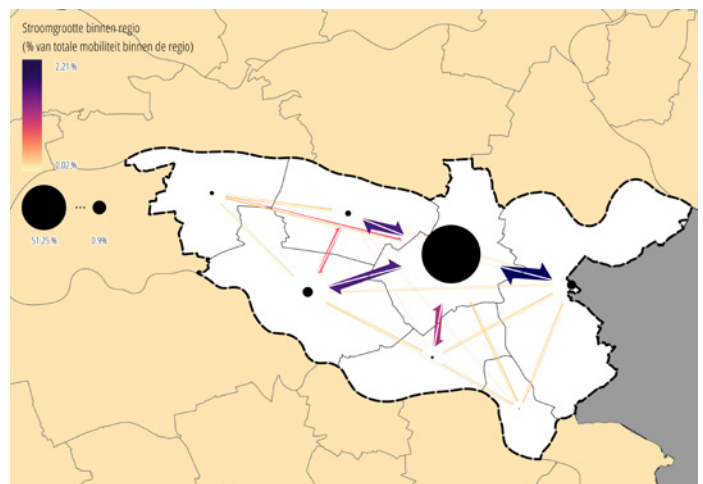 Stroomgrootte binnen regio
(% van totale mobiliteit binnen de regio)
2.21 %
0.02 %
51.25 %
0.9%